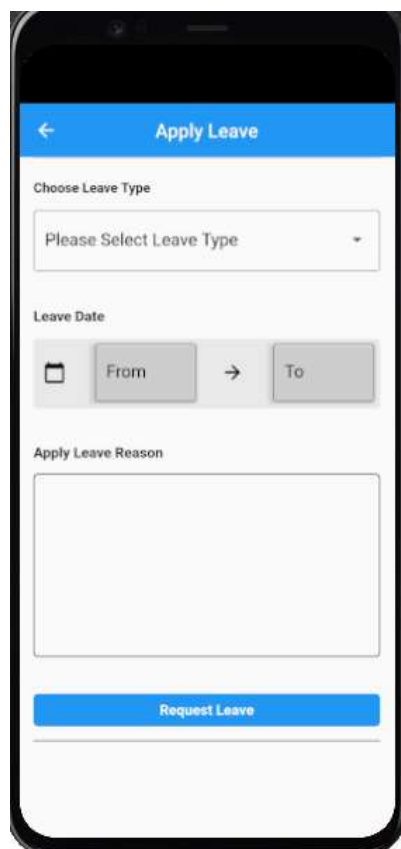 Apply Leave
Choose Leave Type
Please Select Leave Type
Leave Date
From
To
Apply Leave Reason
Request Leave